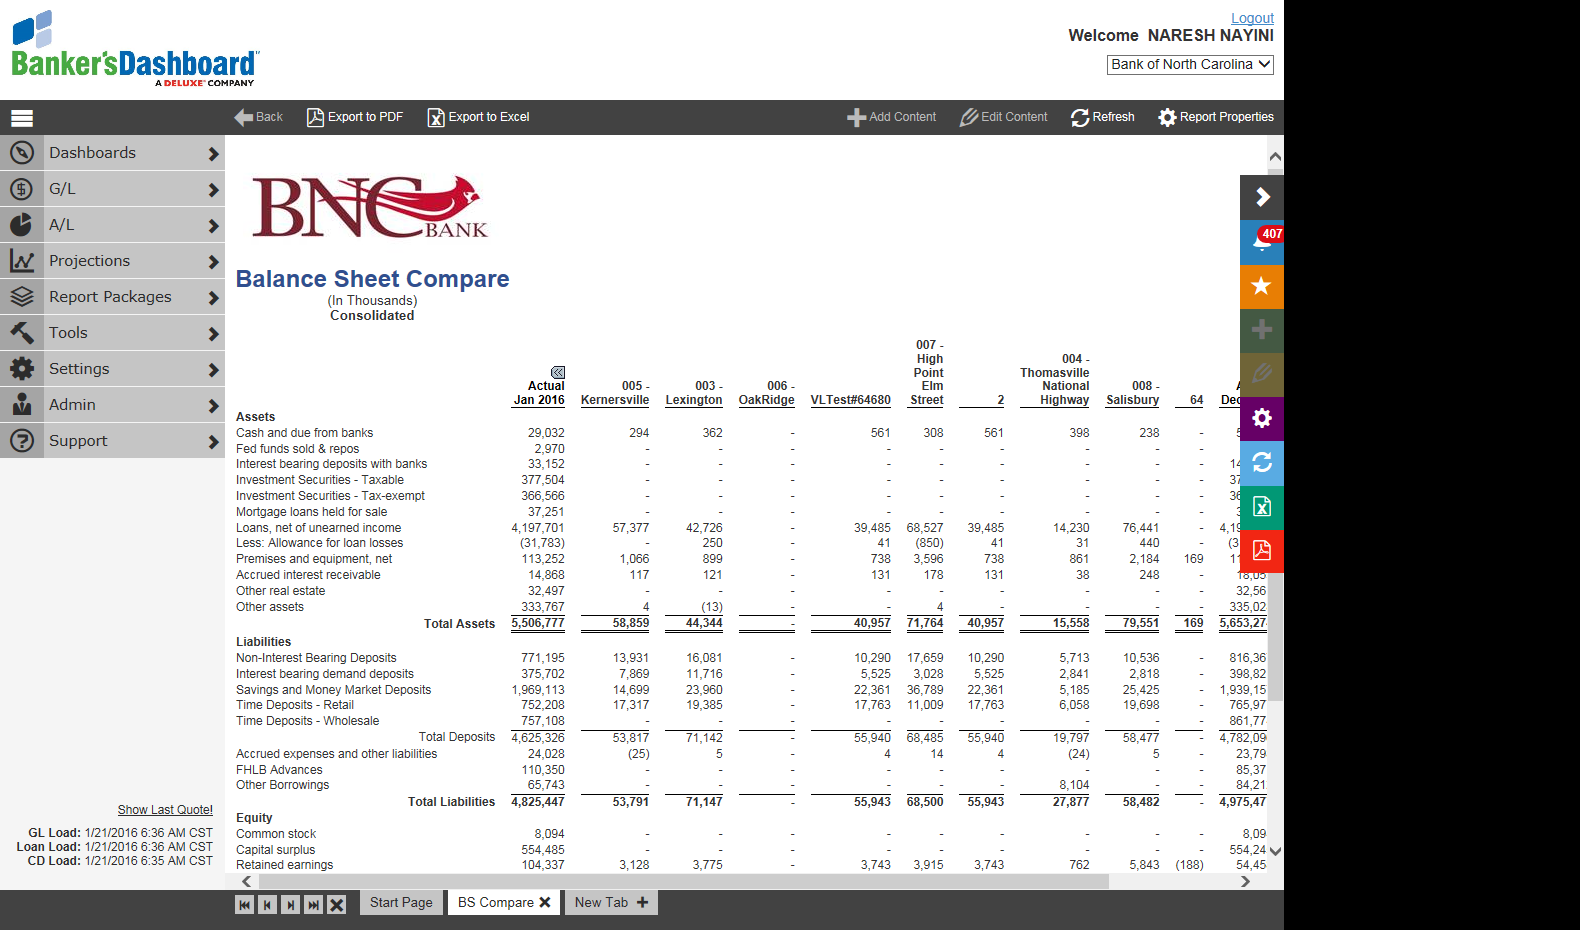 Logout
Banker'sDashboard
A DELUXE COMPANY
Welcome NARESH NAYINI
Bank of North Carolina
Back Export to PDF Export to Excel Add Content Edit Content Refresh Report Properties
Dashboards
G/L
A/L
Projections
Report Packages
Tools
Settings
Admin
Support
Show Last Quote!
GL Load: 1/21/2016 6:36 AM CST
Loan Load: 1/21/2016 6:36 AM CST
CD Load: 1/21/2016 6:35 AM CST
BNC BANK
407
Balance Sheet Compare
(In Thousands)
Consolidated
Actual Jan 2016 005 - Kernersville 003 - Lexington 006 - OakRidge VLTest#64680 007 - High Point Elm Street 2 004 - Thomasville National Highway 008 - Salisbury 64
Assets
Cash and due from banks 29,032 294 362 - 561 308 561 398 238 -
Fed funds sold & repos 2,970 - - - - - - - - -
Interest bearing deposits with banks 33,152 - - - - - - - - - 14
Investment Securities - Taxable 377,504 - - - - - - - - - 37
Investment Securities - Tax-exempt 366,566 - - - - - - - - - 36
Mortgage loans held for sale 37,251 - - - - - - - - -
Loans, net of unearned income 4,197,701 57,377 42,726 - 39,485 68,527 39,485 14,230 76,441 - 4,19
Less: Allowance for loan losses (31,783) - 250 - 41 (850) 41 31 440 - (3
Premises and equipment, net 113,252 1,066 899 - 738 3,596 738 861 2,184 169 11
Accrued interest receivable 14,868 117 121 - 131 178 131 38 248 - 18,05
Other real estate 32,497 - - - - - - - - - 32,56
Other assets 333,767 4 (13) - - 4 - - - - 335,02
Total Assets 5,506,777 58,859 44,344 - 40,957 71,764 40,957 15,558 79,551 169 5,653,27
Liabilities
Non-Interest Bearing Deposits 771,195 13,931 16,081 - 10,290 17,659 10,290 5,713 10,536 - 816,36
Interest bearing demand deposits 375,702 7,869 11,716 - 5,525 3,028 5,525 2,841 2,818 - 398,82
Savings and Money Market Deposits 1,969,113 14,699 23,960 - 22,361 36,789 22,361 5,185 25,425 - 1,939,15
Time Deposits - Retail 752,208 17,317 19,385 - 17,763 11,009 17,763 6,058 19,698 - 765,97
Time Deposits - Wholesale 757,108 - - - - - - - - - 861,77
Total Deposits 4,625,326 53,817 71,142 - 55,940 68,485 55,940 19,797 58,477 - 4,782,09
Accrued expenses and other liabilities 24,028 (25) 5 - 4 14 4 (24) 5 - 23,79
FHLB Advances 110,350 - - - - - - - - - 85,37
Other Borrowings 65,743 - - - - - - 8,104 - - 84,21
Total Liabilities 4,825,447 53,791 71,147 - 55,943 68,500 55,943 27,877 58,482 - 4,975,47
Equity
Common stock 8,094 - - - - - - - - - 8,09
Capital surplus 554,485 - - - - - - - - - 554,24
Retained earnings 104,337 3,128 3,775 - 3,743 3,915 3,743 762 5,843 (188) 54,45
Start Page BS Compare New Tab